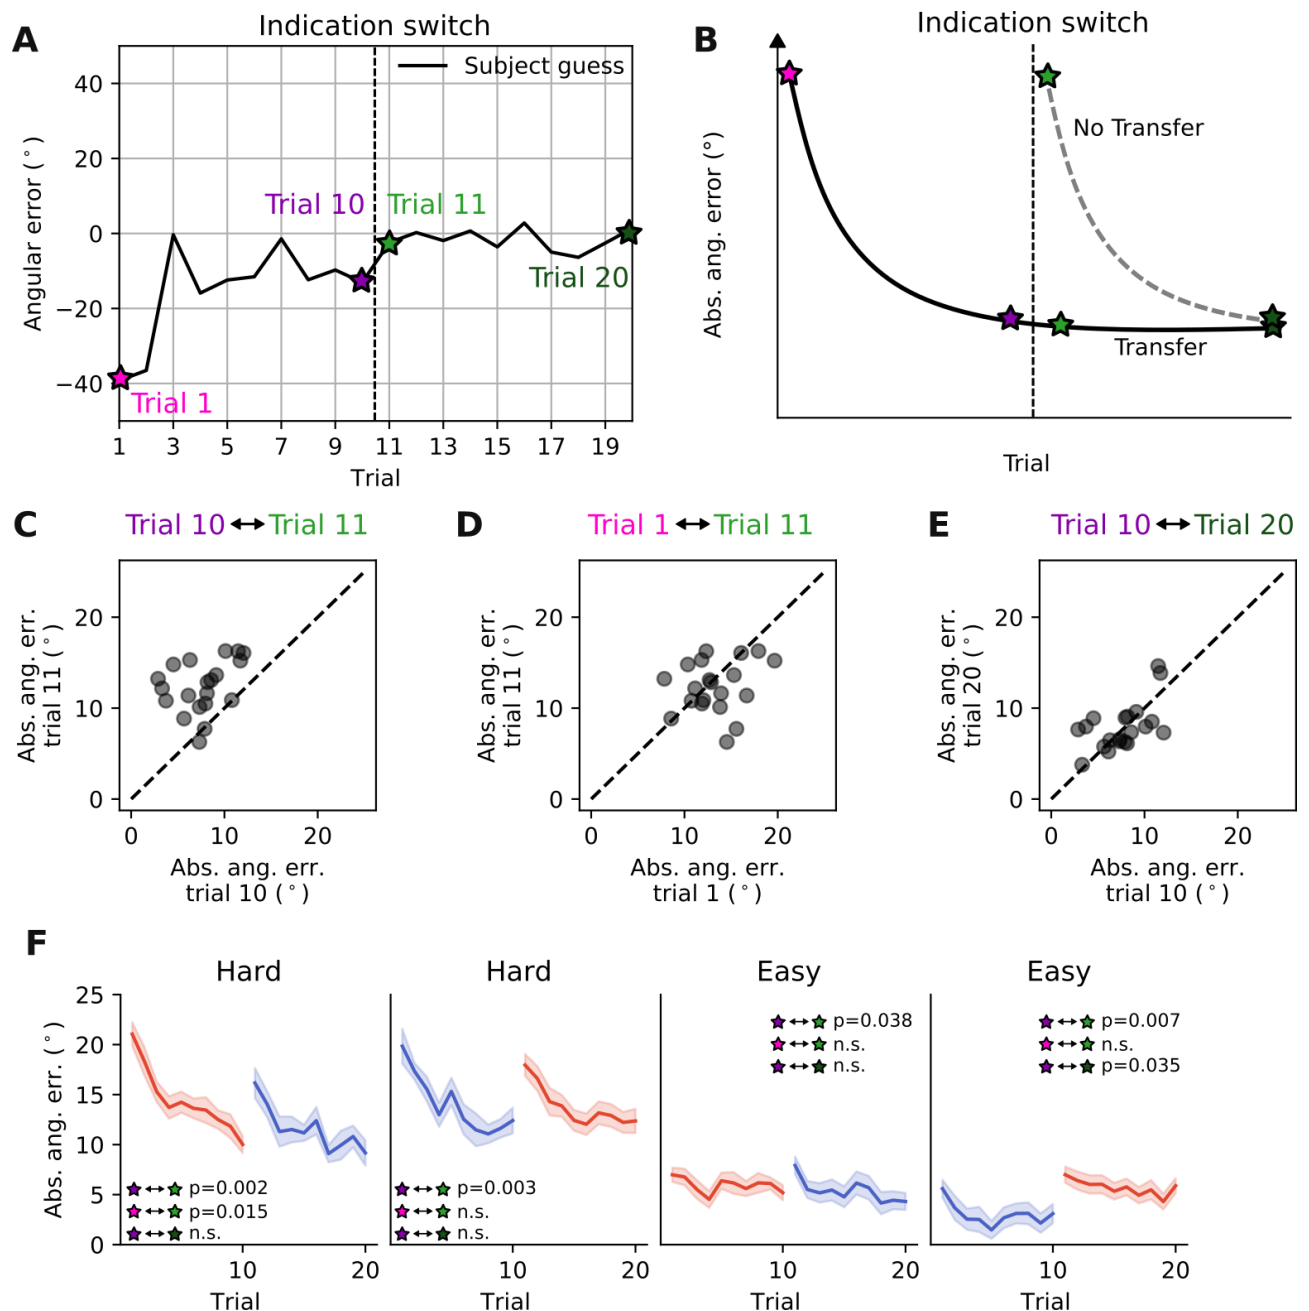 A
Indication switch
Subject guess
Angular error (°)
40
20
0
−20
−40
Trial 10
Trial 11
Trial 20
Trial 1
1 3 5 7 9 11 13 15 17 19
Trial
B
Indication switch
Abs. ang. error (°)
No Transfer
Transfer
Trial
C
Trial 10 ↔ Trial 11
Abs. ang. err.
trial 11 (°)
20
10
0
0 10 20
Abs. ang. err.
trial 10 (°)
D
Trial 1 ↔ Trial 11
Abs. ang. err.
trial 11 (°)
20
10
0
0 10 20
Abs. ang. err.
trial 1 (°)
E
Trial 10 ↔ Trial 20
Abs. ang. err.
trial 20 (°)
20
10
0
0 10 20
Abs. ang. err.
trial 10 (°)
F
Abs. ang. err. (°)
25
20
15
10
5
0
Hard
p=0.002
p=0.015
n.s.
10 20
Trial
Hard
p=0.003
n.s.
n.s.
10 20
Trial
Easy
p=0.038
n.s.
n.s.
10 20
Trial
Easy
p=0.007
n.s.
p=0.035
10 20
Trial